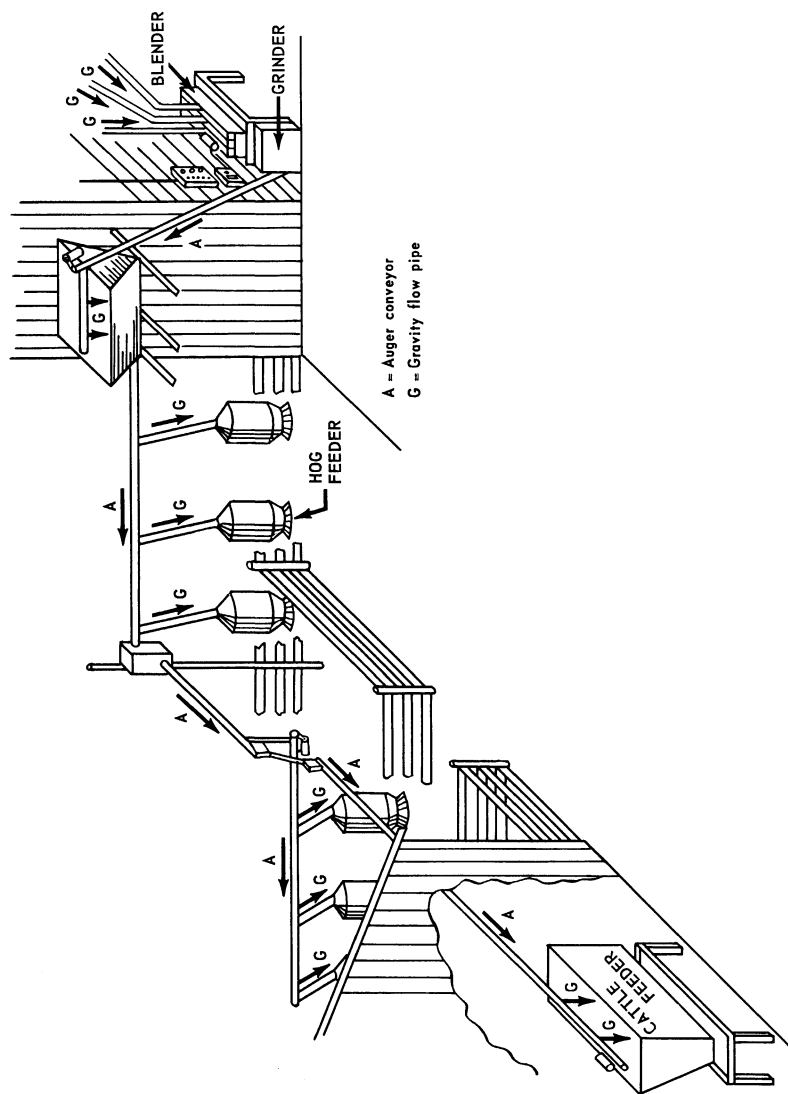 G
G
G
BLENDER
GRINDER
A
G
A
G
G
G
HOG
FEEDER
A = Auger conveyor
G = Gravity flow pipe
A
A
G
A
G
G
A
G
G
CATTLE
FEEDER